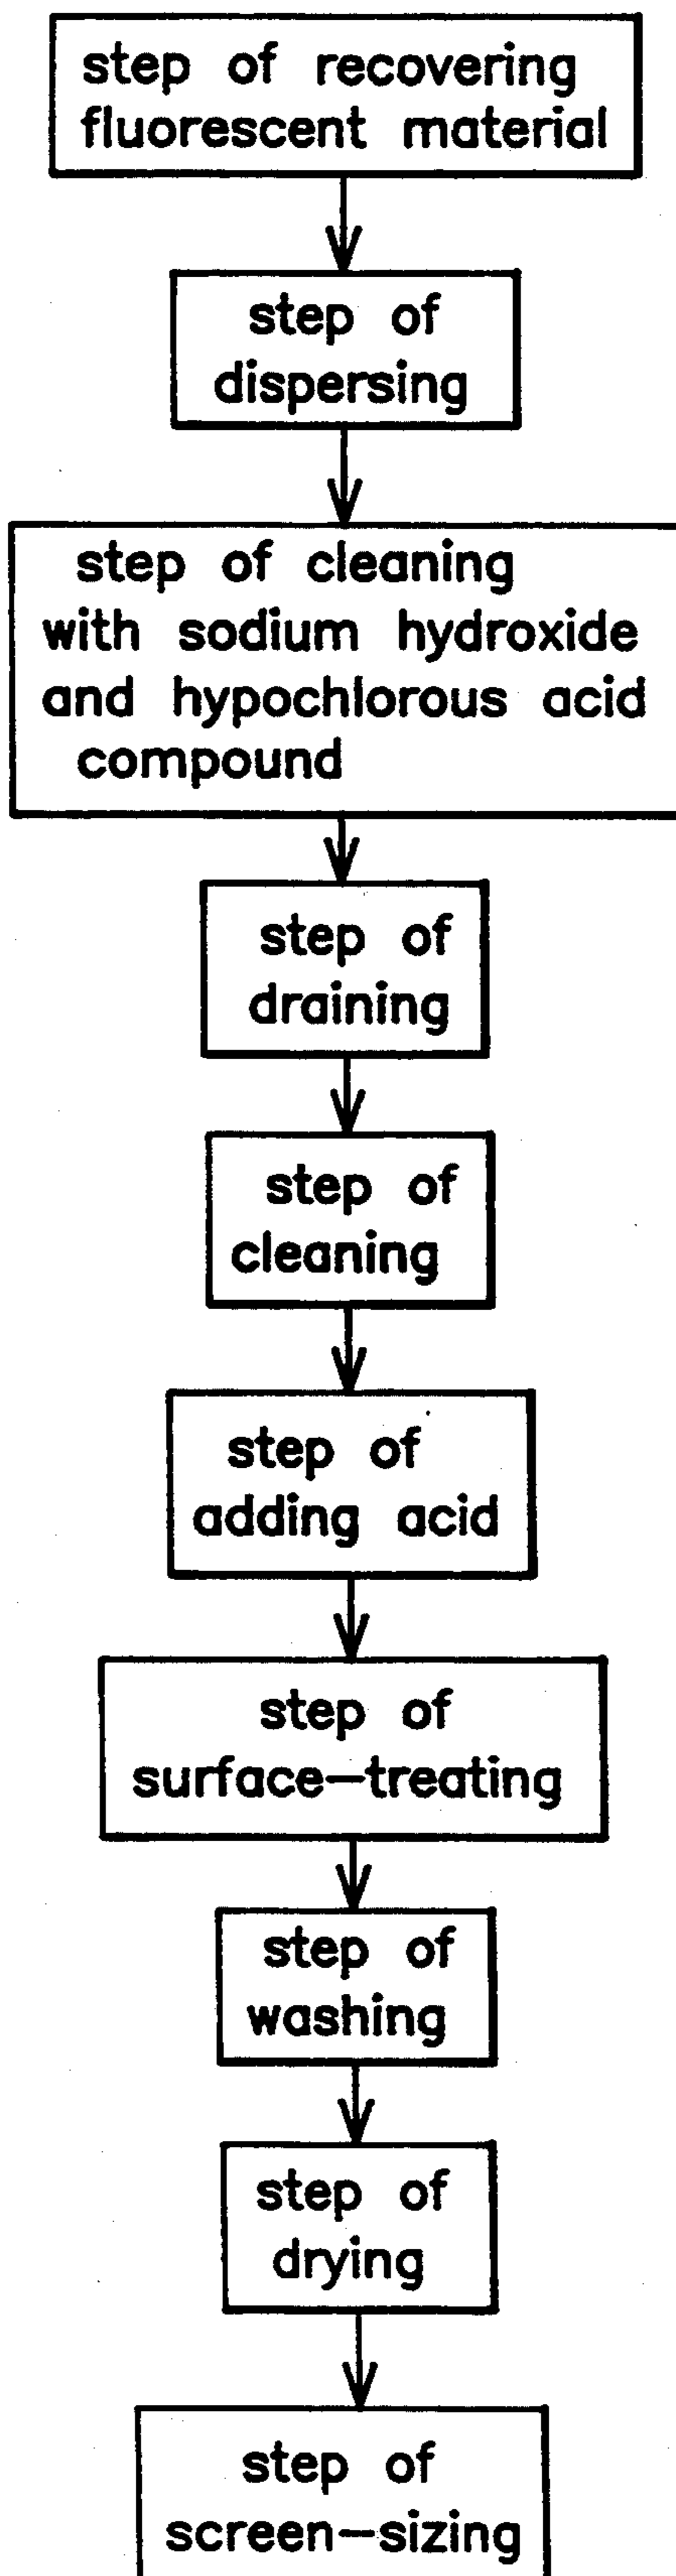 step of recovering
fluorescent material
step of
dispersing
step of cleaning
with sodium hydroxide
and hypochlorous acid
compound
step of
draining
step of
cleaning
step of
adding acid
step of
surface-treating
step of
washing
step of
drying
step of
screen-sizing